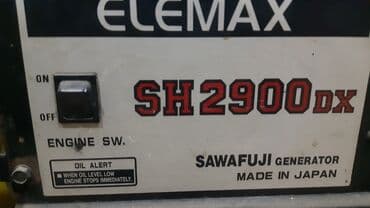 ELEMAX
ON
SH2900DX
OFF
ENGINE SW.
OIL ALERT
WHEN OIL LEVEL LOW
ENGINE STOPS IMMEDIATELY.
SAWAFUJI GENERATOR
MADE IN JAPAN